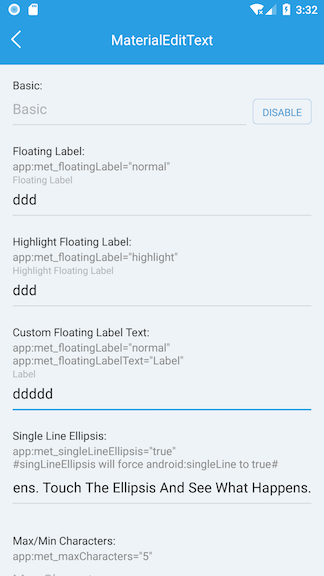 3:32
MaterialEditText
Basic:
Basic
DISABLE
Floating Label:
app:met_floatingLabel="normal"
Floating Label
ddd
Highlight Floating Label:
app:met_floatingLabel="highlight"
Highlight Floating Label
ddd
Custom Floating Label Text:
app:met_floatingLabel="normal"
app:met_floatingLabelText="Label"
Label
ddddd
Single Line Ellipsis:
app:met_singleLineEllipsis="true"
#singLineEllipsis will force android:singleLine to true#
ens. Touch The Ellipsis And See What Happens.
Max/Min Characters:
app:met_maxCharacters="5"